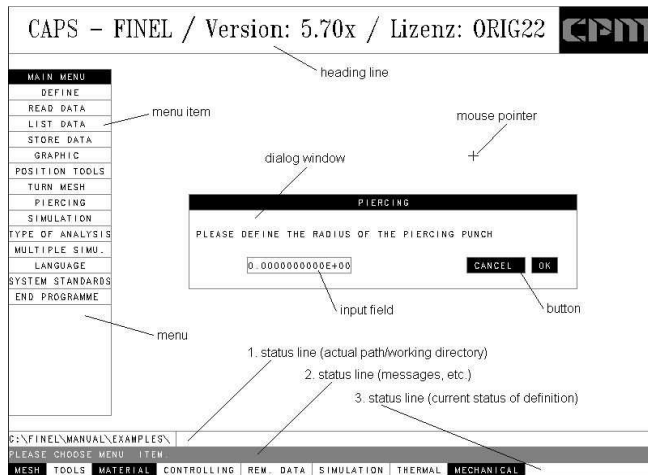 CAPS - FINEL / Version: 5.70x / Lizenz: ORIG22 CPM
heading line
MAIN MENU
DEFINE
READ DATA
LIST DATA
STORE DATA
GRAPHIC
POSITION TOOLS
TURN MESH
PIERCING
SIMULATION
TYPE OF ANALYSIS
MULTIPLE SIMU.
LANGUAGE
SYSTEM STANDARDS
END PROGRAMME
menu item
mouse pointer
dialog window
PIERCING
PLEASE DEFINE THE RADIUS OF THE PIERCING PUNCH
0.0000000000E+00 CANCEL OK
input field
button
menu
1. status line (actual path/working directory)
2. status line (messages, etc.)
3. status line (current status of definition)
C:\FINEL\MANUAL\EXAMPLES\
PLEASE CHOOSE MENU ITEM.
MESH TOOLS MATERIAL CONTROLLING REM. DATA SIMULATION THERMAL MECHANICAL